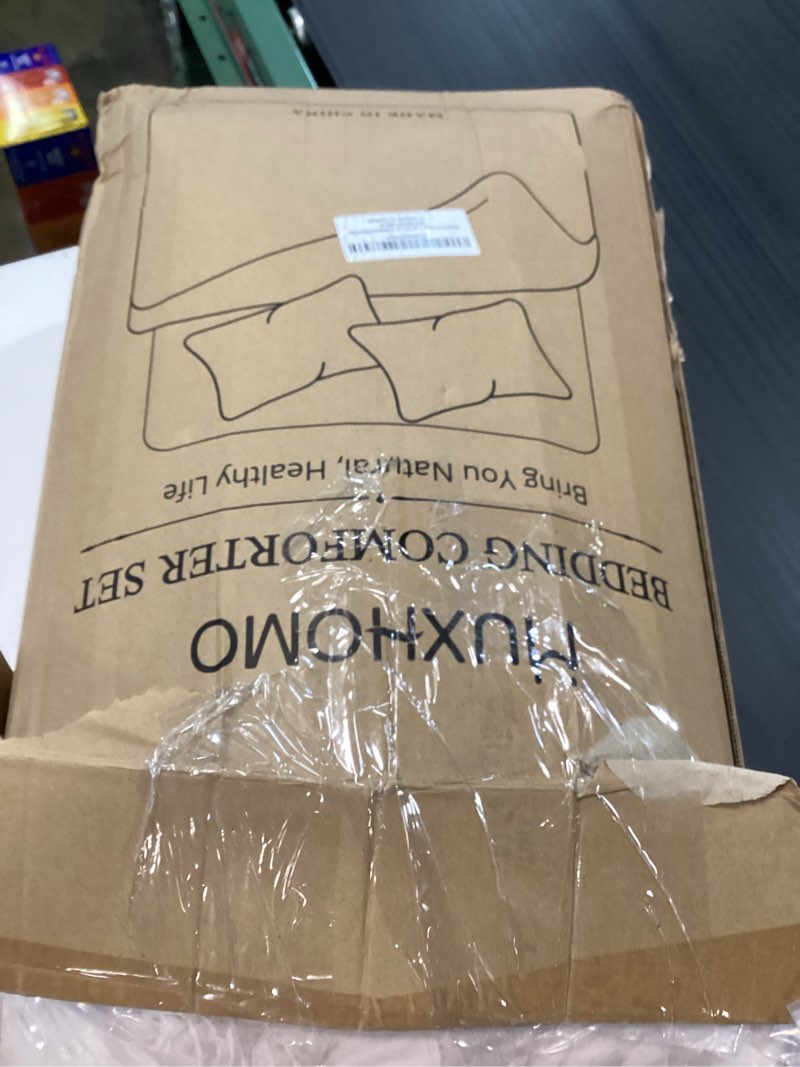 MUXHOMO
BEDDING COMFORTER SET
Bring You Natural, Healthy Life
MADE IN CHINA